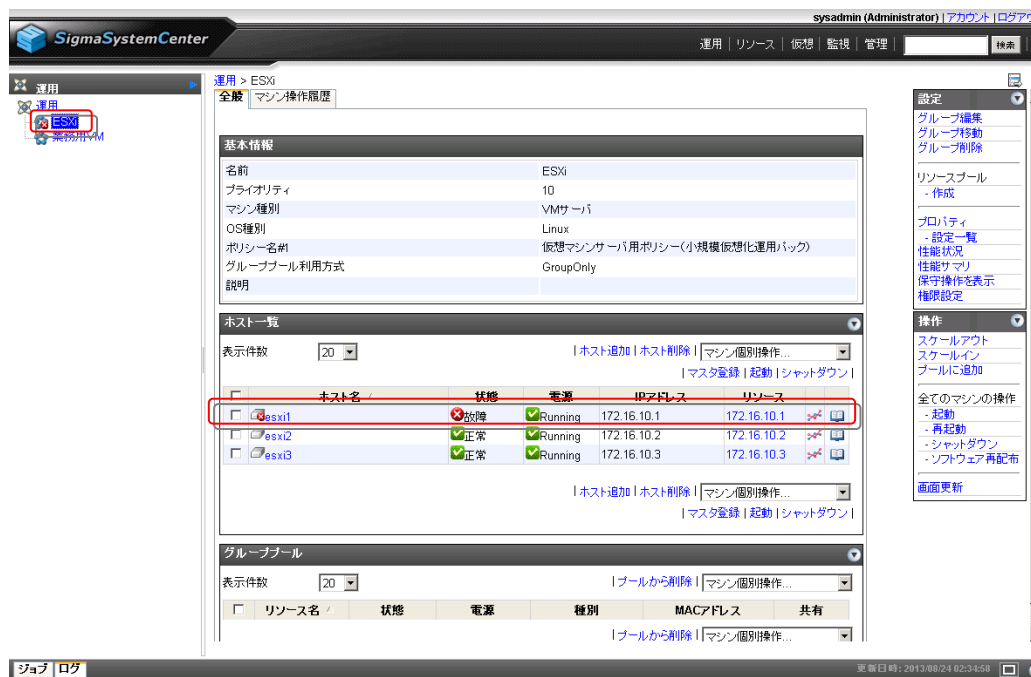 sysadmin (Administrator) | アカウント | ログアウ
SigmaSystemCenter
運用 | リソース | 仮想 | 監視 | 管理 | 検索
運用
運用
ESXi
業務用VM
運用 > ESXi
全般 マシン操作履歴
基本情報
名前 ESXi
プライオリティ 10
マシン種別 VMサーバ
OS種別 Linux
ポリシー名#1 仮想マシンサーバ用ポリシー(小規模仮想化運用パック)
グループプール利用方式 GroupOnly
説明
ホスト一覧
表示件数 20 | ホスト追加 | ホスト削除 | マシン個別操作...
| マスタ登録 | 起動 | シャットダウン |
ホスト名 状態 電源 IPアドレス リソース
esxi1 故障 Running 172.16.10.1 172.16.10.1
esxi2 正常 Running 172.16.10.2 172.16.10.2
esxi3 正常 Running 172.16.10.3 172.16.10.3
| ホスト追加 | ホスト削除 | マシン個別操作...
| マスタ登録 | 起動 | シャットダウン |
グループプール
表示件数 20 | プールから削除 | マシン個別操作...
リソース名 状態 電源 種別 MACアドレス 共有
| プールから削除 | マシン個別操作...
設定
グループ編集
グループ移動
グループ削除
リソースプール
- 作成
プロパティ
- 設定一覧
性能状況
性能サマリ
保守操作を表示
権限設定
操作
スケールアウト
スケールイン
プールに追加
全てのマシンの操作
- 起動
- 再起動
- シャットダウン
- ソフトウェア再配布
画面更新
ジョブ ログ
更新日時 : 2013/08/24 02:34:58